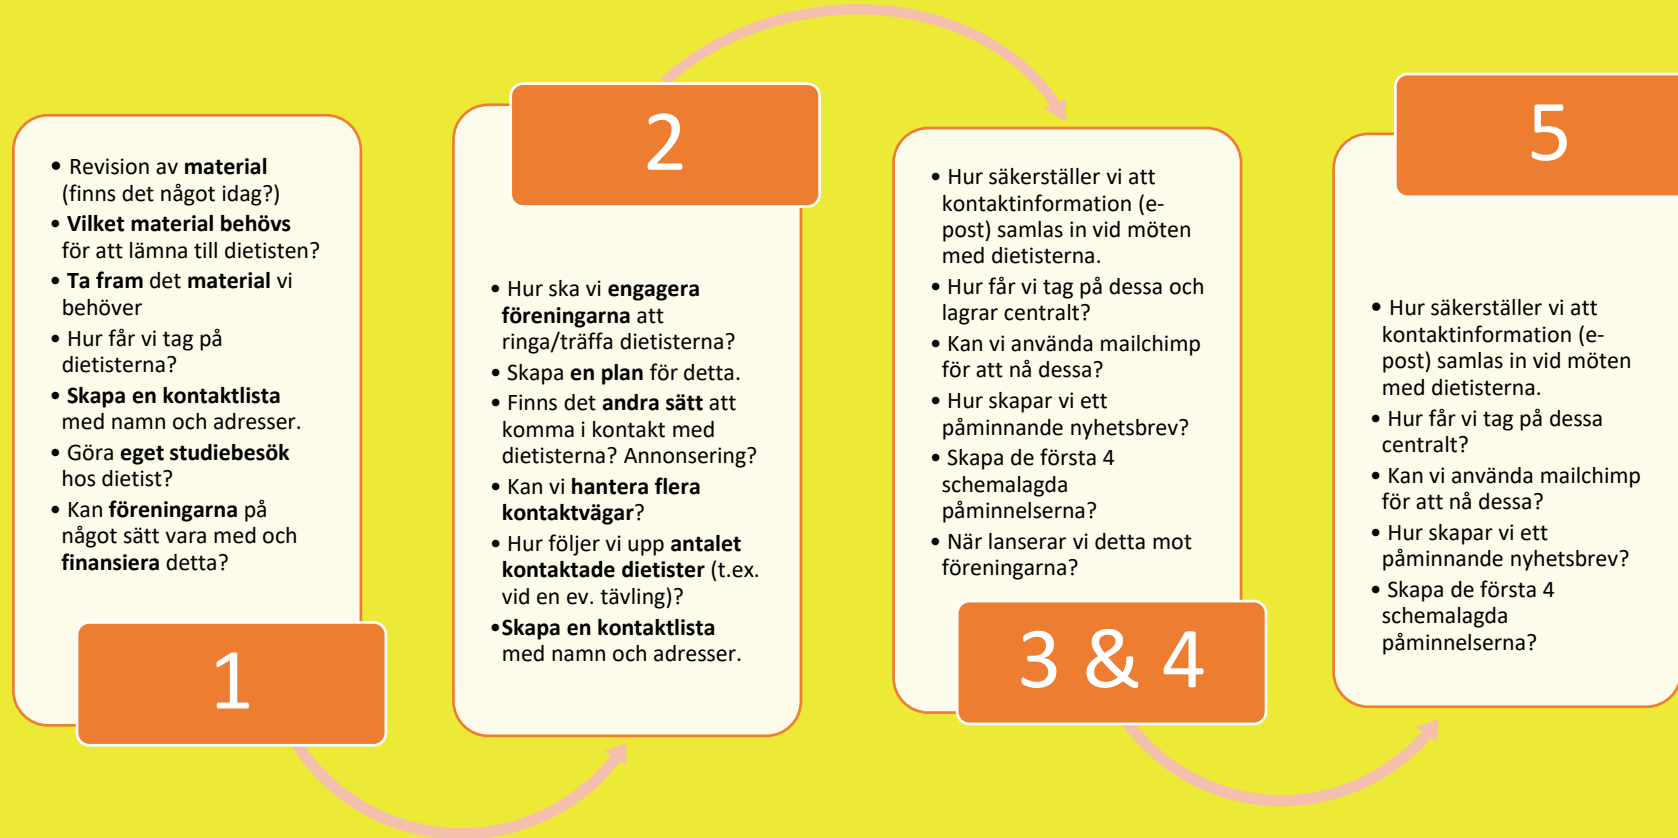 • Revision av material
(finns det något idag?)
• Vilket material behövs
för att lämna till dietisten?
• Ta fram det material vi
behöver
• Hur får vi tag på
dietisterna?
• Skapa en kontaktlista
med namn och adresser.
• Göra eget studiebesök
hos dietist?
• Kan föreningarna på
något sätt vara med och
finansiera detta?
1
2
• Hur ska vi engagera
föreningarna att
ringa/träffa dietisterna?
• Skapa en plan för detta.
• Finns det andra sätt att
komma i kontakt med
dietisterna? Annonsering?
• Kan vi hantera flera
kontaktvägar?
• Hur följer vi upp antalet
kontaktade dietister (t.ex.
vid en ev. tävling)?
•Skapa en kontaktlista
med namn och adresser.
• Hur säkerställer vi att
kontaktinformation (e-
post) samlas in vid möten
med dietisterna.
• Hur får vi tag på dessa och
lagrar centralt?
• Kan vi använda mailchimp
för att nå dessa?
• Hur skapar vi ett
påminnande nyhetsbrev?
• Skapa de första 4
schemalagda
påminnelserna?
• När lanserar vi detta mot
föreningarna?
3 & 4
5
• Hur säkerställer vi att
kontaktinformation (e-
post) samlas in vid möten
med dietisterna.
• Hur får vi tag på dessa
centralt?
• Kan vi använda mailchimp
för att nå dessa?
• Hur skapar vi ett
påminnande nyhetsbrev?
• Skapa de första 4
schemalagda
påminnelserna?